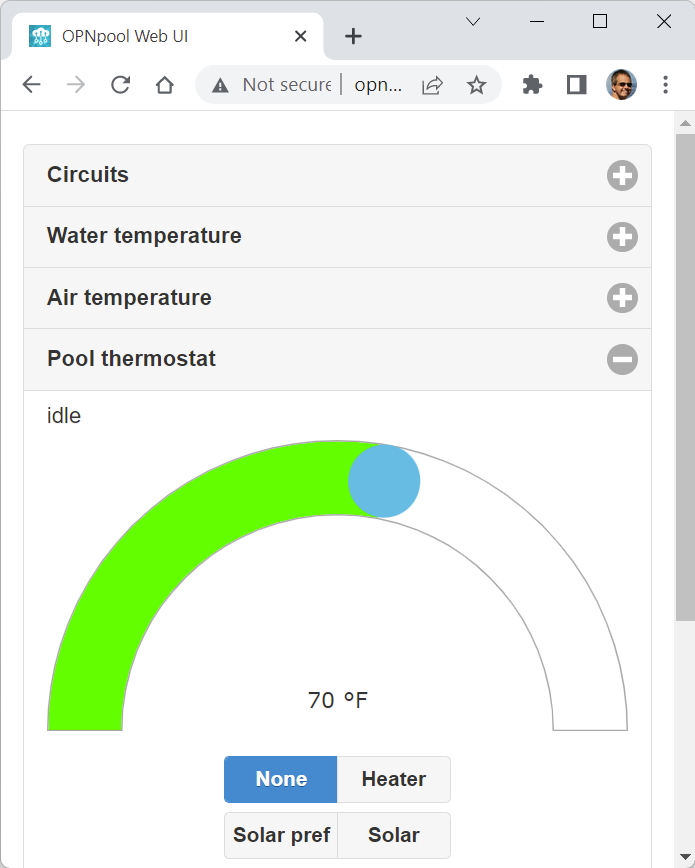 OPNpool Web UI
Not secure opn...
Circuits
Water temperature
Air temperature
Pool thermostat
idle
70 °F
None Heater
Solar pref Solar